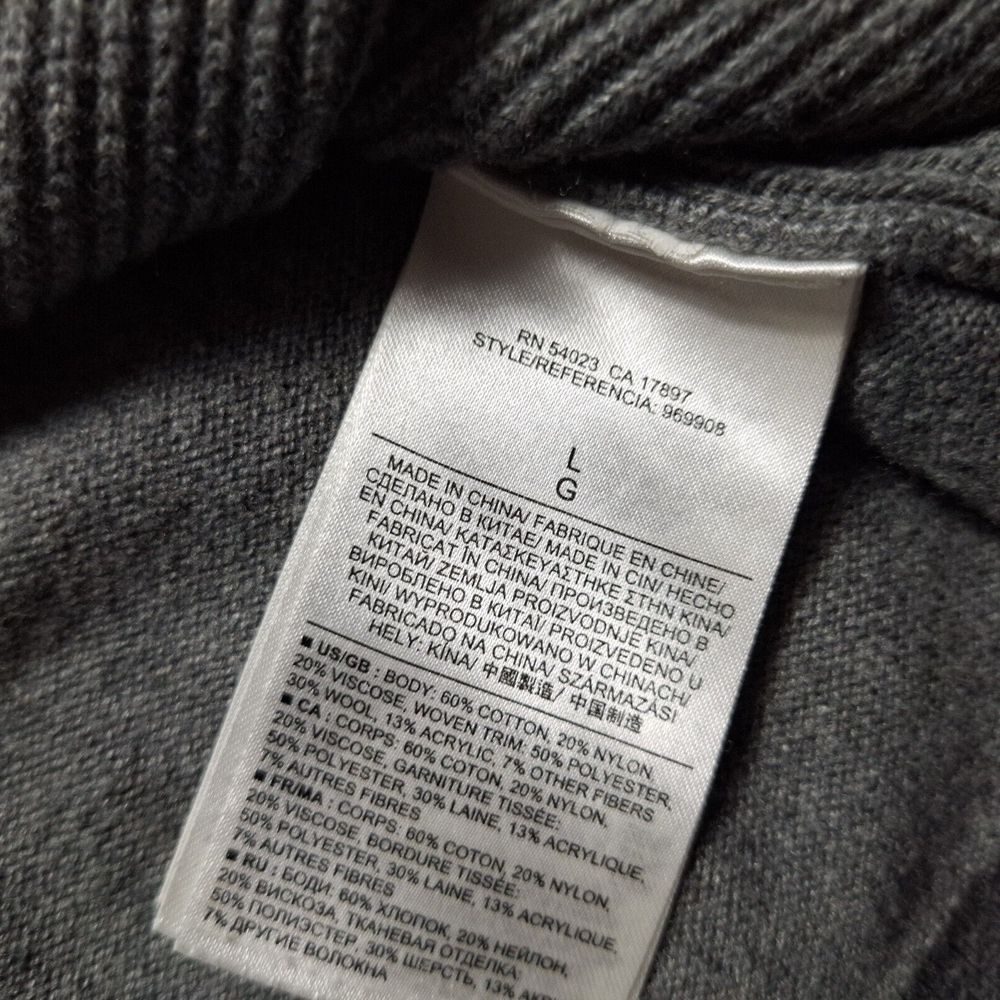 RN 54023 CA 17897
STYLE/REFERENCIA: 969908
L
G
MADE IN CHINA/ FABRIQUE EN CHINE/
СДЕЛАНО В КИТАЕ/ MADE IN CINI/ HECHO
EN CHINA/ ΚΑΤΑΣΚΕΥΑΣΤΗΚΕ ΣΤΗΝ ΚΙΝΑ/
FABRICAT IN CHINA/ ПРОИЗВЕДЕНО В
КИТАЙ/ ZEMLJA PROIZVODNJE KINA/
ВИРОБЛЕНО В КИТАЇ/ PROIZVEDENO U
KINI/ WYPRODUKOWANO W CHINACH/
FABRICADO NA CHINA/ SZÁRMAZÁSI
HELY: KÍNA/ 中國製造/ 中国制造
■ US/GB : BODY: 60% COTTON, 20% NYLON,
20% VISCOSE, WOVEN TRIM: 50% POLYESTER,
30% WOOL, 13% ACRYLIC, 7% OTHER FIBERS
■ CA : CORPS: 60% COTON, 20% NYLON,
20% VISCOSE, GARNITURE TISSÉE:
50% POLYESTER, 30% LAINE, 13% ACRYLIQUE,
7% AUTRES FIBRES
■ FR/MA : CORPS: 60% COTON, 20% NYLON,
20% VISCOSE, BORDURE TISSÉE:
50% POLYESTER, 30% LAINE, 13% ACRYLIQUE,
7% AUTRES FIBRES
■ RU : БОДИ: 60% ХЛОПОК, 20% НЕЙЛОН,
20% ВИСКОЗА, ТКАНЕВАЯ ОТДЕЛКА:
50% ПОЛИЭСТЕР, 30% ШЕРСТЬ, 13%
7% ДРУГИЕ ВОЛОКНА